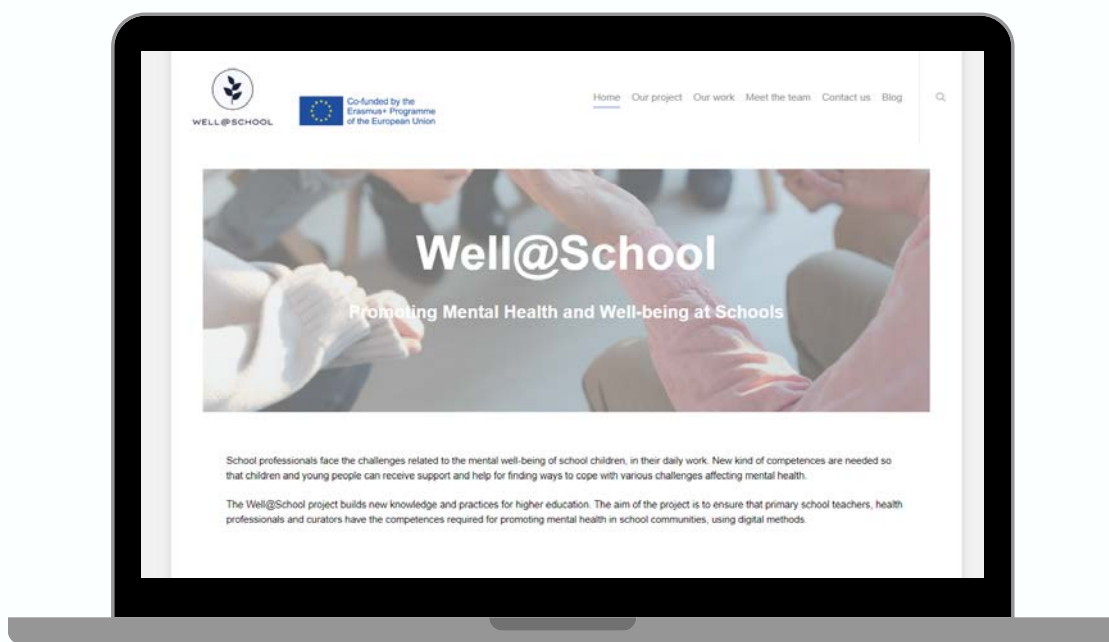 WELL@SCHOOL
Co-funded by the
Erasmus+ Programme
of the European Union
Home Our project Our work Meet the team Contact us Blog
Well@School
Promoting Mental Health and Well-being at Schools
School professionals face the challenges related to the mental well-being of school children, in their daily work. New kind of competences are needed so
that children and young people can receive support and help for finding ways to cope with various challenges affecting mental health.
The Well@School project builds new knowledge and practices for higher education. The aim of the project is to ensure that primary school teachers, health
professionals and curators have the competences required for promoting mental health in school communities, using digital methods.